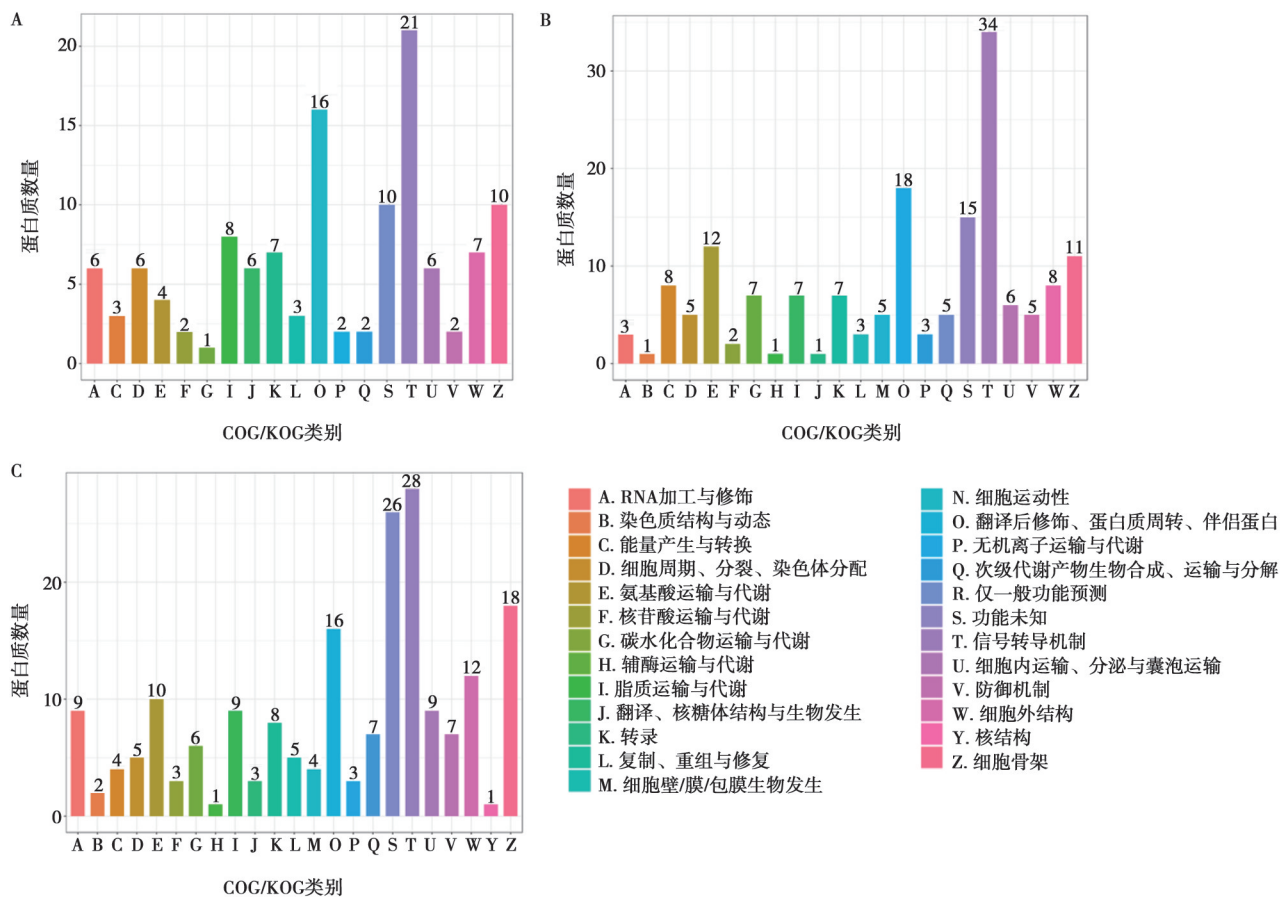 A
蛋白质数量
20
15
10
5
0
6
3
6
4
2
1
8
6
7
3
16
2
2
10
21
6
2
7
10
A C D E F G I J K L O P Q S T U V W Z
COG/KOG类别
B
蛋白质数量
30
20
10
0
3
1
8
5
12
2
7
1
7
1
7
3
5
18
3
5
15
34
6
5
8
11
A B C D E F G H I J K L M O P Q S T U V W Z
COG/KOG类别
C
蛋白质数量
20
10
0
9
2
4
5
10
3
6
1
9
3
8
5
4
16
3
7
26
28
9
7
12
1
18
A B C D E F G H I J K L M O P Q S T U V W Y Z
COG/KOG类别
A. RNA加工与修饰
B. 染色质结构与动态
C. 能量产生与转换
D. 细胞周期、分裂、染色体分配
E. 氨基酸运输与代谢
F. 核苷酸运输与代谢
G. 碳水化合物运输与代谢
H. 辅酶运输与代谢
I. 脂质运输与代谢
J. 翻译、核糖体结构与生物发生
K. 转录
L. 复制、重组与修复
M. 细胞壁/膜/包膜生物发生
N. 细胞运动性
O. 翻译后修饰、蛋白质周转、伴侣蛋白
P. 无机离子运输与代谢
Q. 次级代谢产物生物合成、运输与分解
R. 仅一般功能预测
S. 功能未知
T. 信号转导机制
U. 细胞内运输、分泌与囊泡运输
V. 防御机制
W. 细胞外结构
Y. 核结构
Z. 细胞骨架